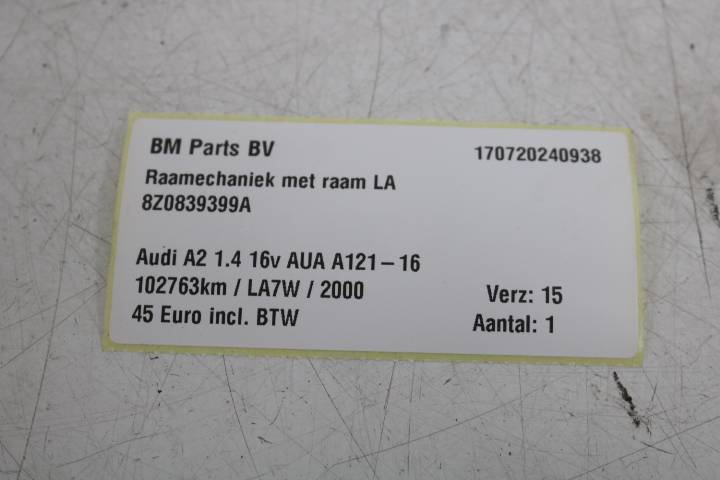 BM Parts BV 170720240938
Raamechaniek met raam LA
8Z0839399A
Audi A2 1.4 16v AUA A121-16
102763km / LA7W / 2000 Verz: 15
45 Euro incl. BTW Aantal: 1